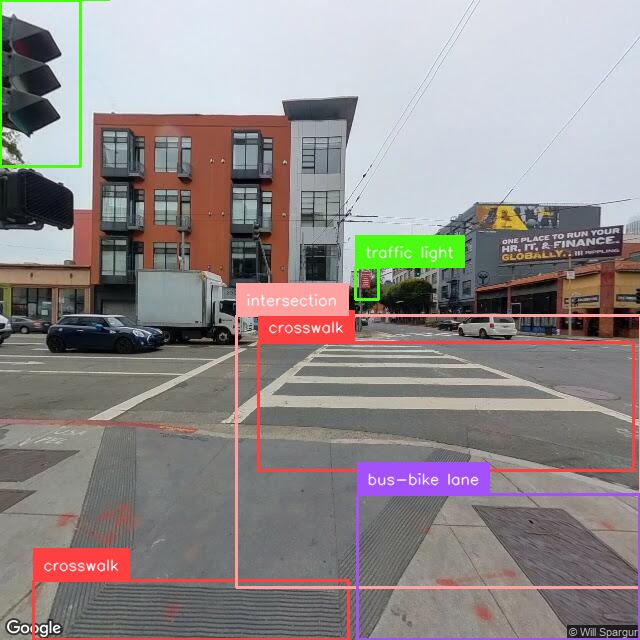 traffic light
ONE PLACE TO RUN YOUR
HR, IT, & FINANCE.
GLOBALLY. RIPPLING
intersection
crosswalk
bus-bike lane
crosswalk
Google
© Will Spargur